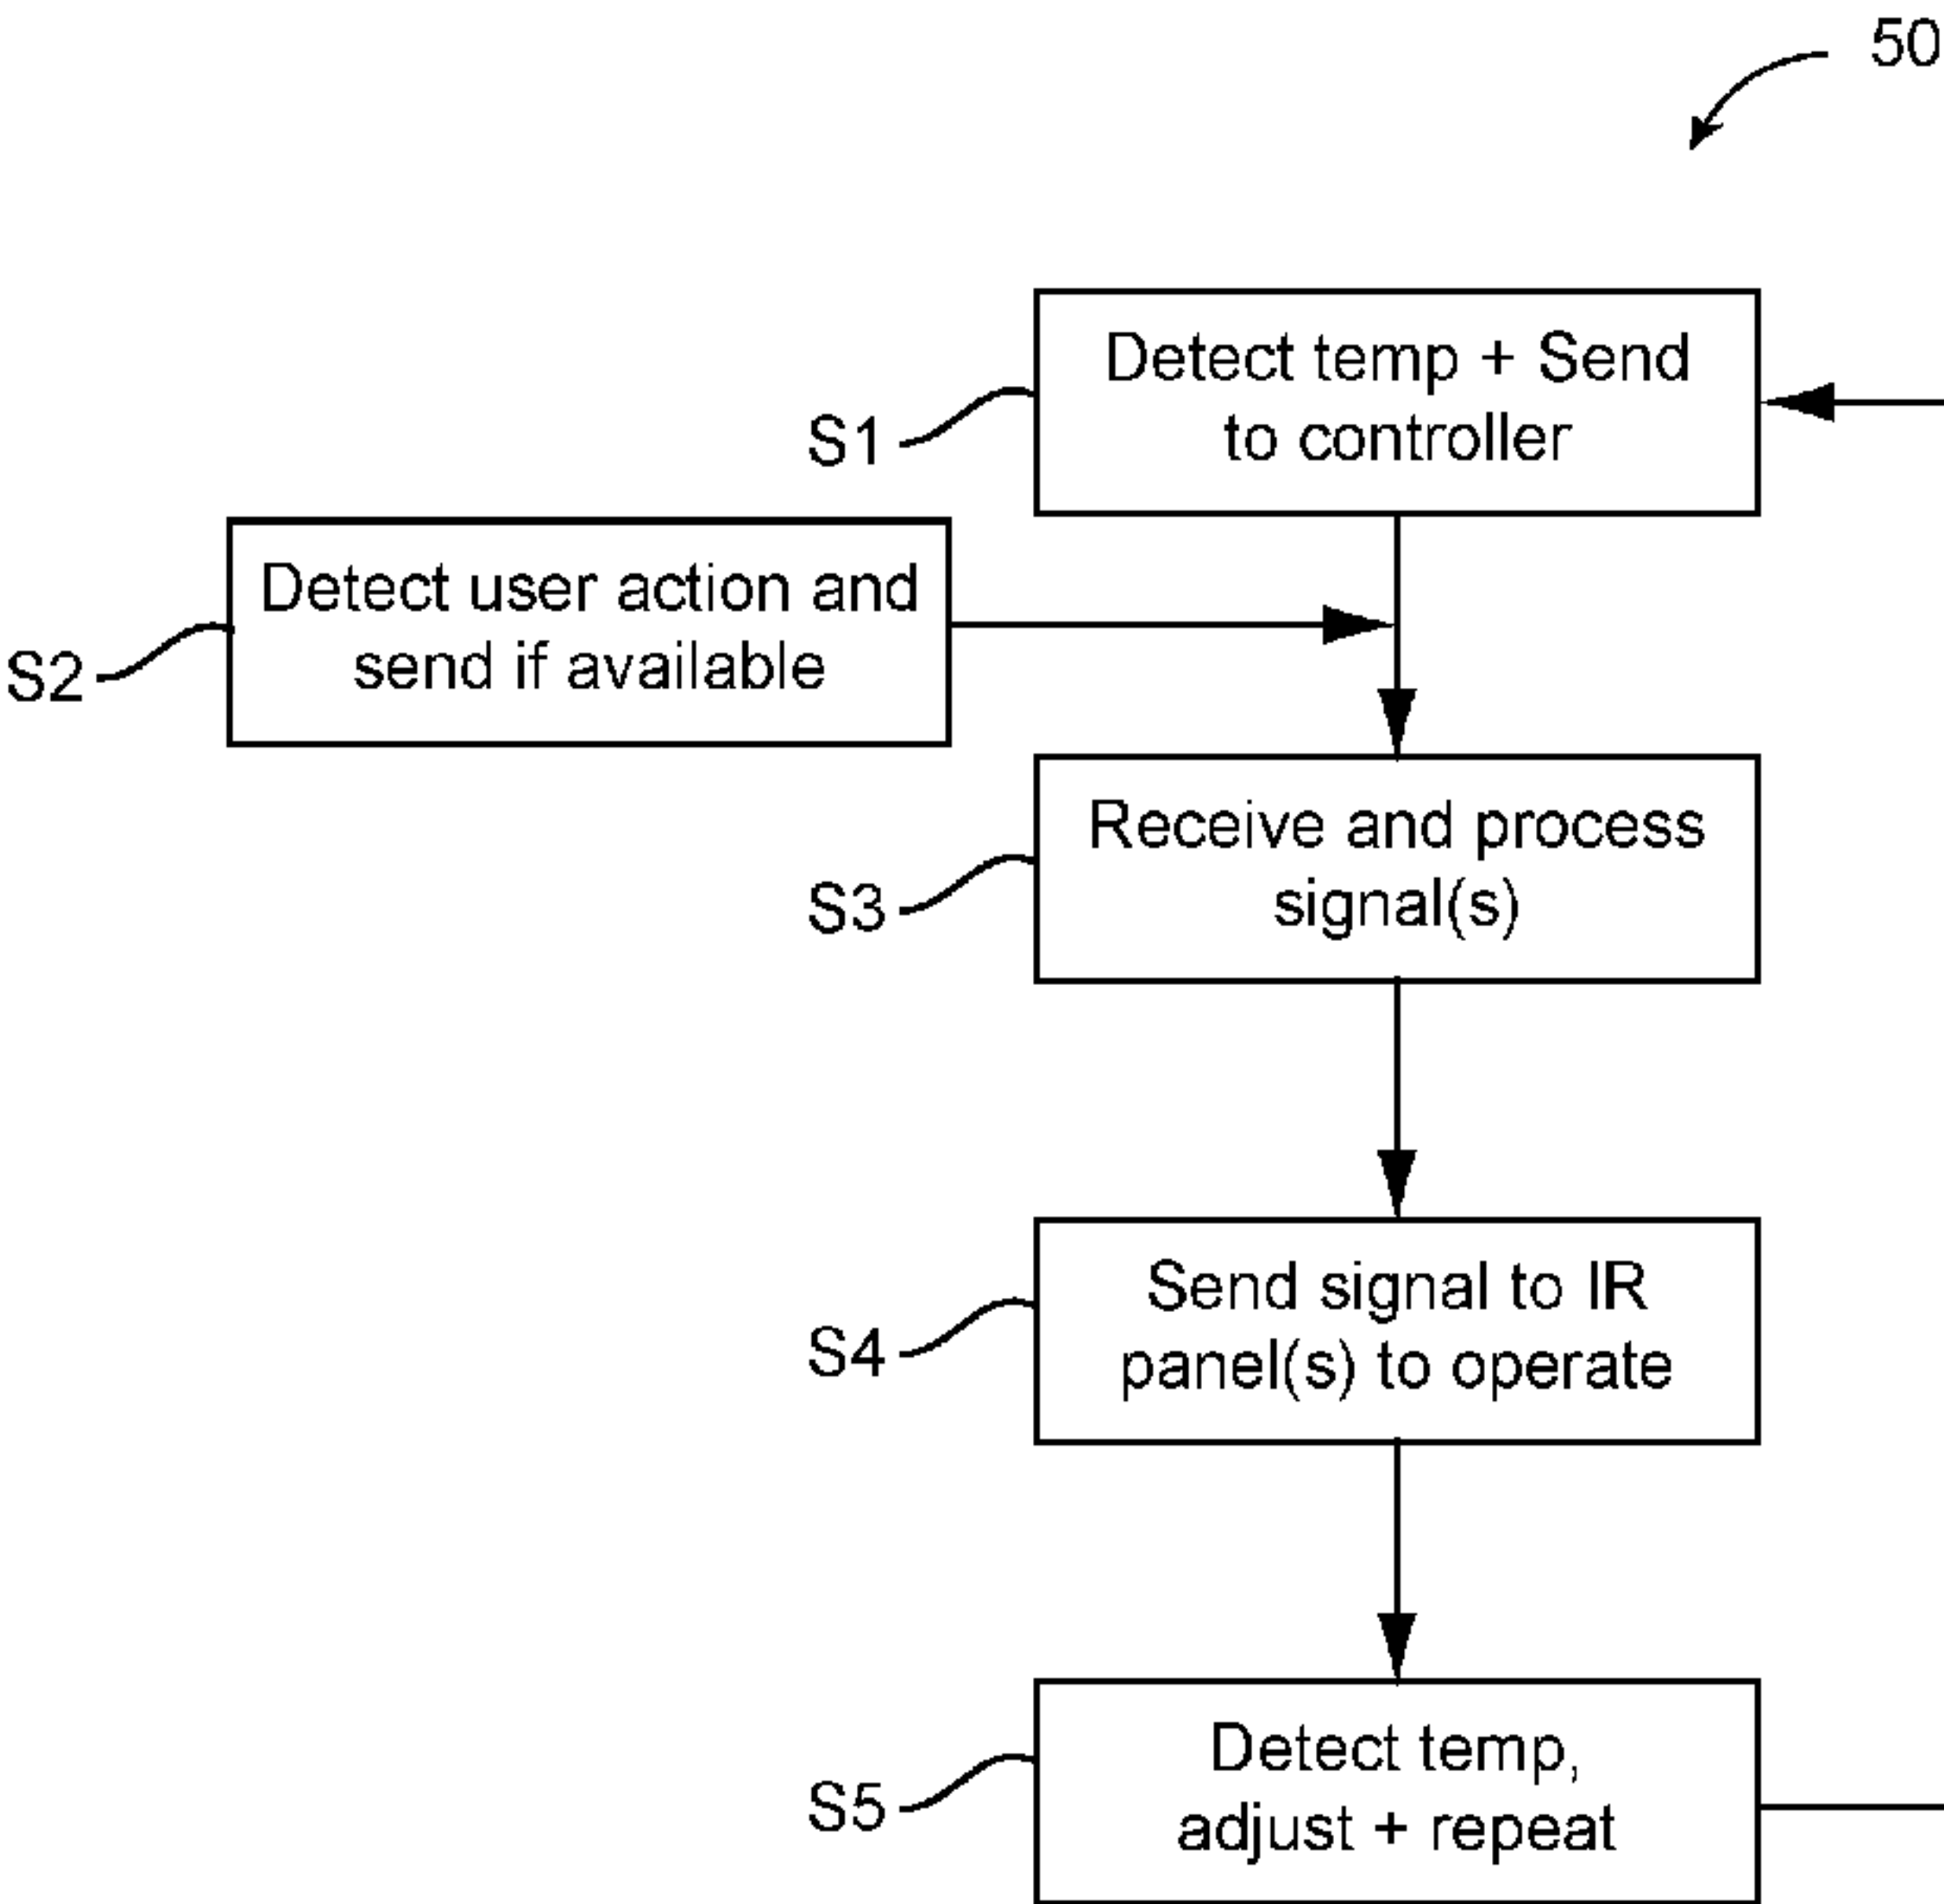 50
Detect temp + Send
to controller
S1
Detect user action and
send if available
S2
Receive and process
signal(s)
S3
Send signal to IR
panel(s) to operate
S4
Detect temp,
adjust + repeat
S5